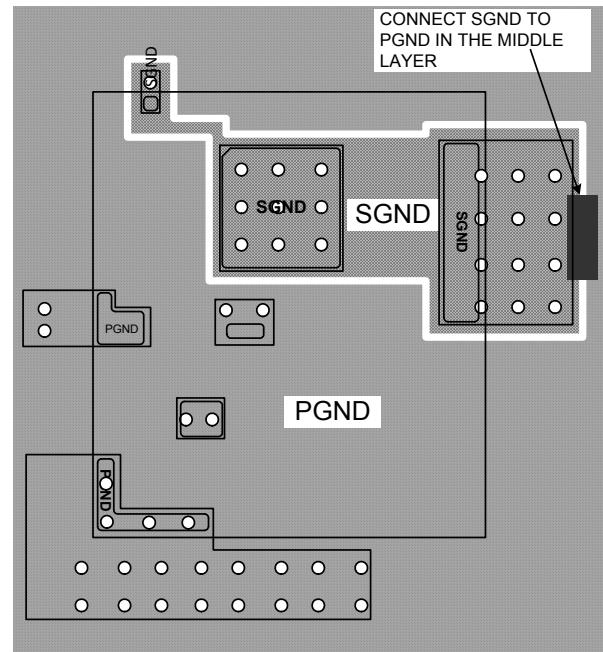 CONNECT SGND TO
PGND IN THE MIDDLE
LAYER
SGND
SGND
SGND
SGND
PGND
PGND
PGND